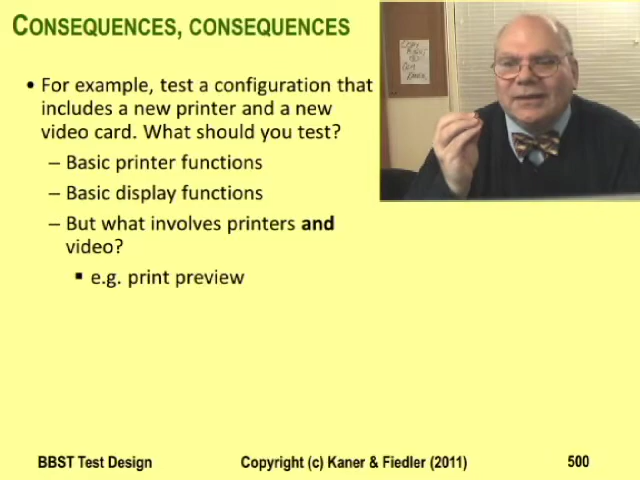 CONSEQUENCES, CONSEQUENCES
• For example, test a configuration that
includes a new printer and a new
video card. What should you test?
– Basic printer functions
– Basic display functions
– But what involves printers and
video?
▪ e.g. print preview
BBST Test Design
Copyright (c) Kaner & Fiedler (2011)
500